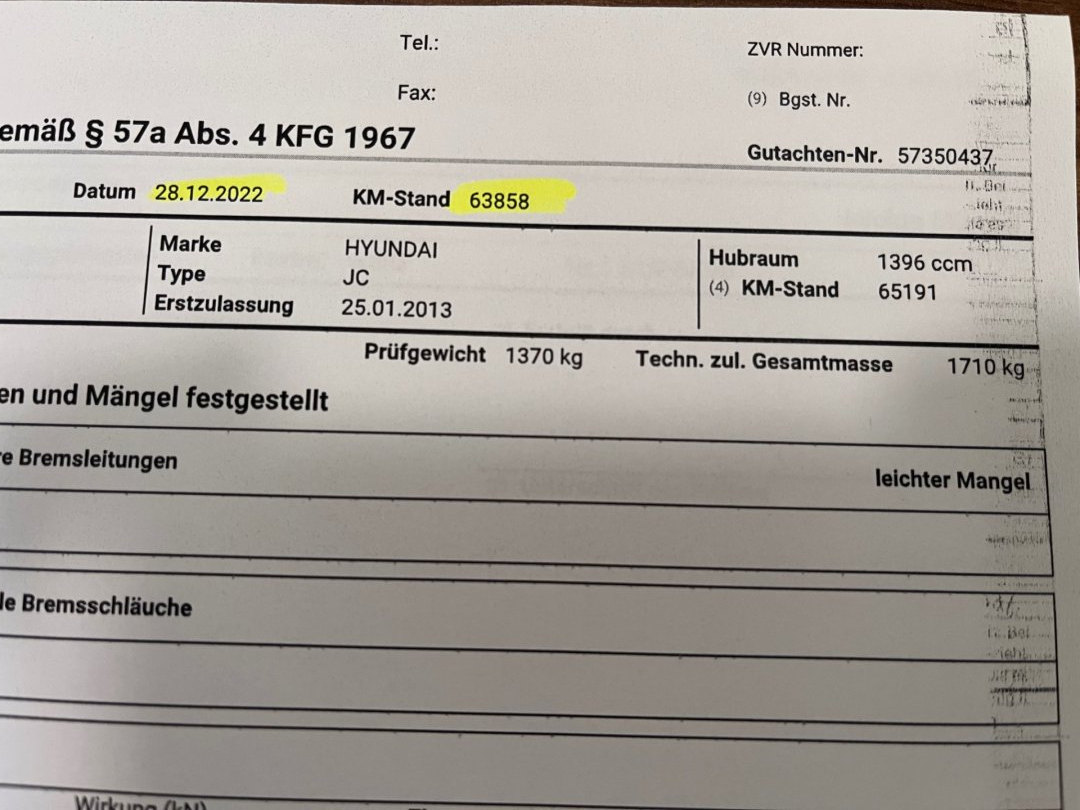 Tel.:
ZVR Nummer:
Fax:
(9) Bgst. Nr.
emäß § 57a Abs. 4 KFG 1967
Gutachten-Nr. 57350437
Datum 28.12.2022 KM-Stand 63858
Marke HYUNDAI Hubraum 1396 ccm
Type JC (4) KM-Stand 65191
Erstzulassung 25.01.2013
Prüfgewicht 1370 kg Techn. zul. Gesamtmasse 1710 kg
en und Mängel festgestellt
e Bremsleitungen leichter Mangel
le Bremsschläuche
Wirkung (kN)